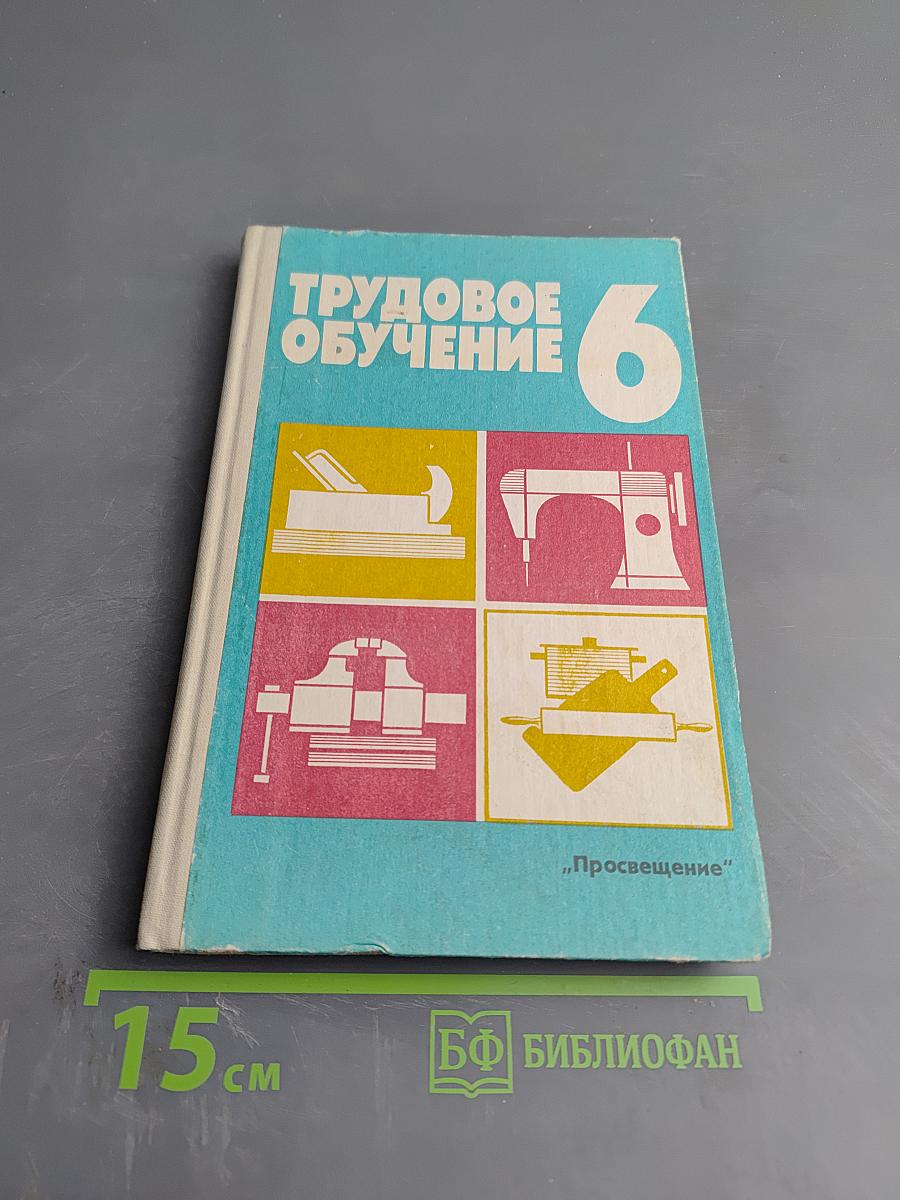 ТРУДОВОЕ
ОБУЧЕНИЕ 6
„Просвещение“
15 см
БФ БИБЛИОФАН